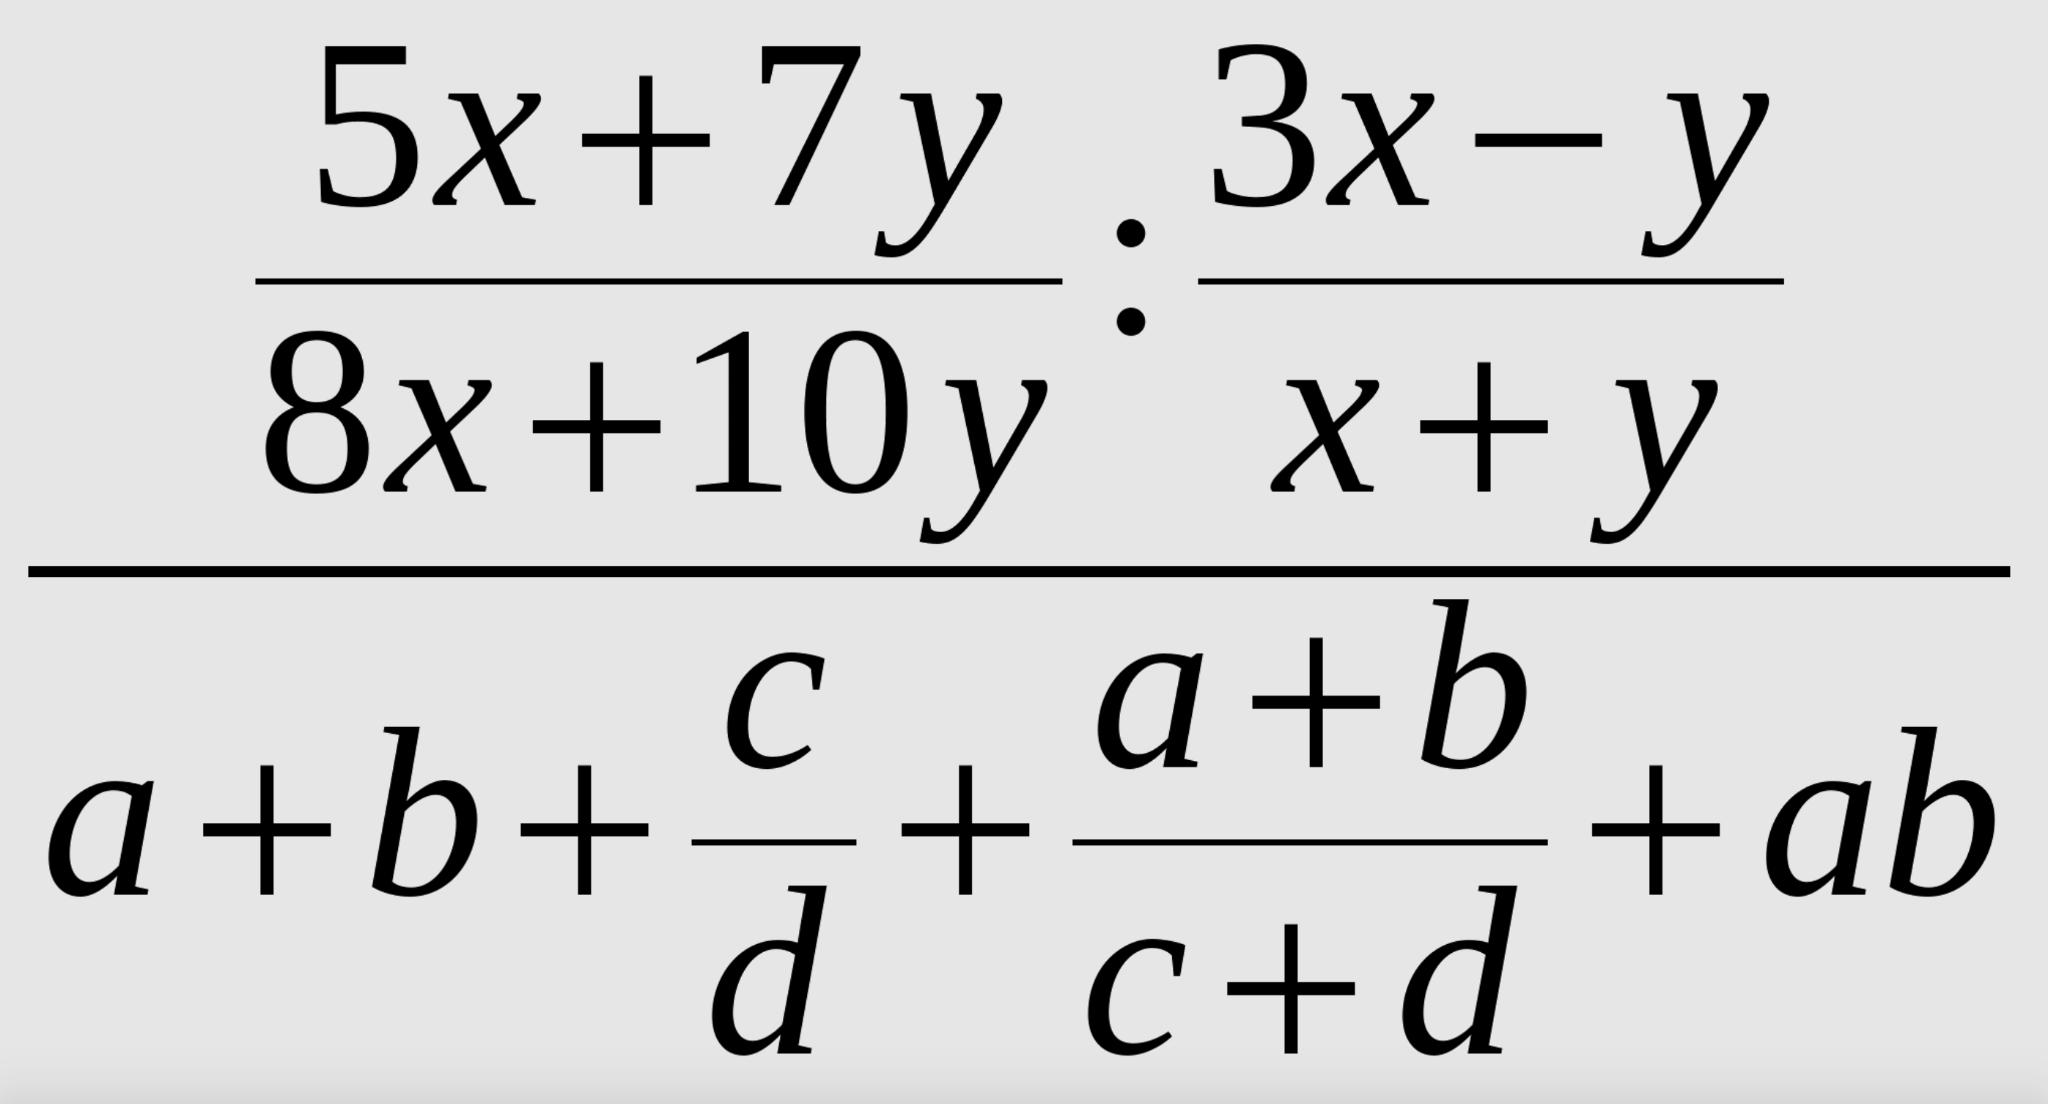 5x+7y : 3x−y
8x+10y x+y
a+b+ c/d + a+b/c+d +ab